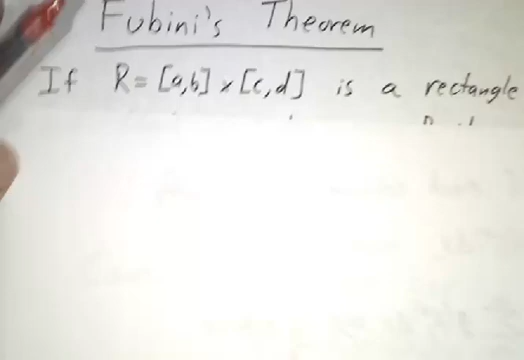 Fubini's Theorem
If R = [a,b] × [c,d] is a rectangle